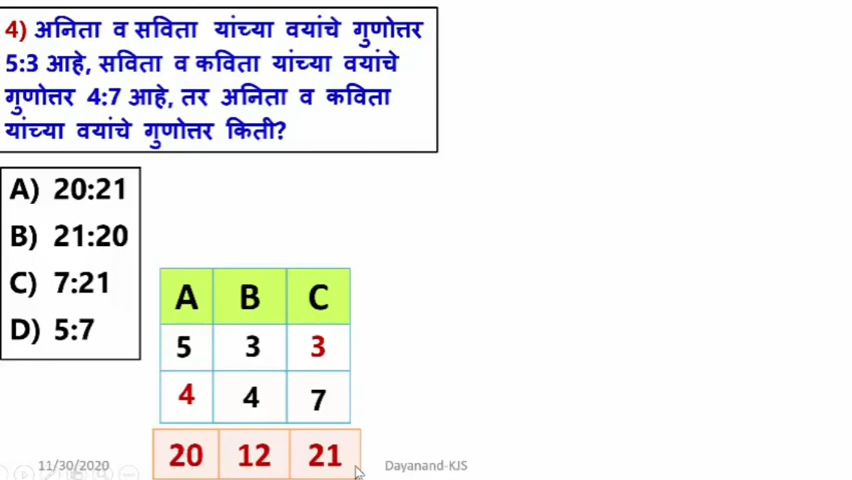 4) अनिता व सविता यांच्या वयांचे गुणोत्तर
5:3 आहे, सविता व कविता यांच्या वयांचे
गुणोत्तर 4:7 आहे, तर अनिता व कविता
यांच्या वयांचे गुणोत्तर किती?
A) 20:21
B) 21:20
C) 7:21
D) 5:7
A B C
5 3 3
4 4 7
20 12 21
11/30/2020 Dayanand-KJS